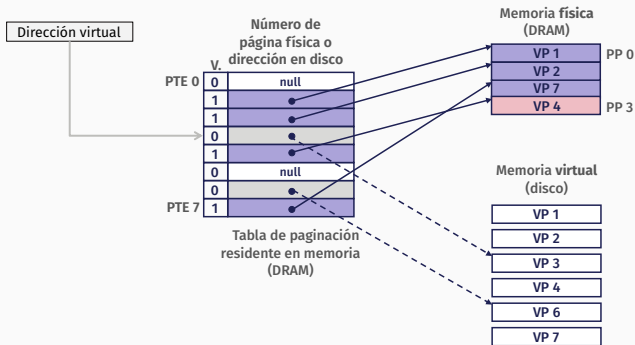 Dirección virtual
Número de
página física o
dirección en disco
V.
PTE 0
0
null
1
1
0
1
0
null
0
PTE 7
1
Tabla de paginación
residente en memoria
(DRAM)
Memoria física
(DRAM)
VP 1
PP 0
VP 2
VP 7
VP 4
PP 3
Memoria virtual
(disco)
VP 1
VP 2
VP 3
VP 4
VP 6
VP 7